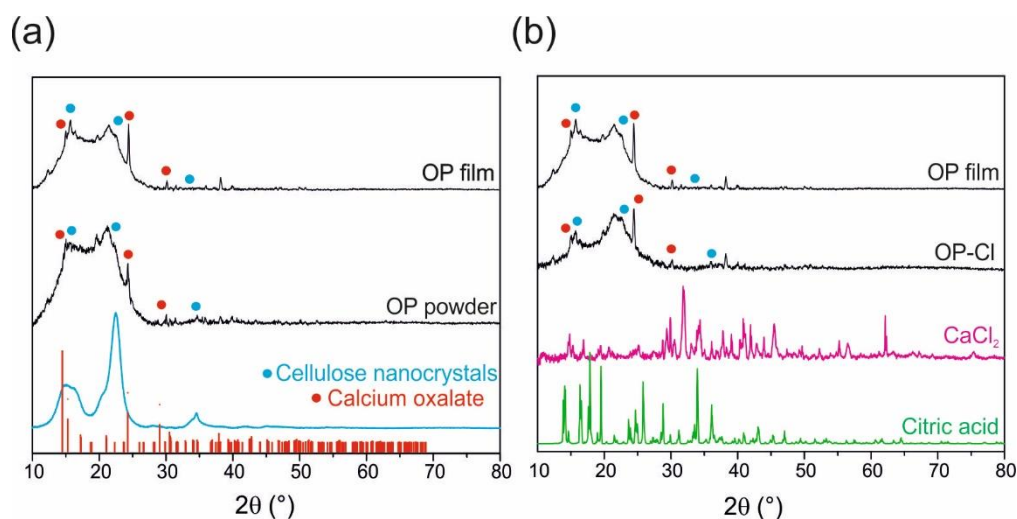 (a)
OP film
OP powder
Cellulose nanocrystals
Calcium oxalate
10 20 30 40 50 60 70 80
2θ (°)
(b)
OP film
OP-Cl
CaCl₂
Citric acid
10 20 30 40 50 60 70 80
2θ (°)